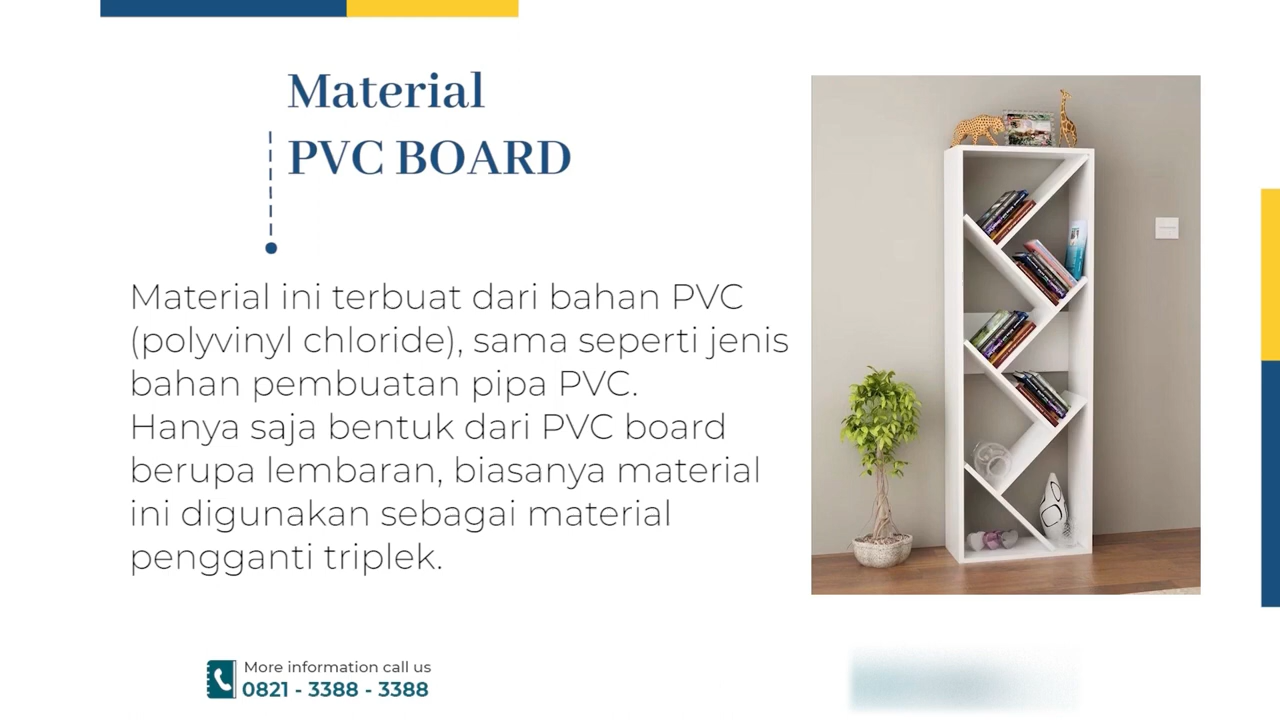 Material
PVC BOARD
Material ini terbuat dari bahan PVC
(polyvinyl chloride), sama seperti jenis
bahan pembuatan pipa PVC.
Hanya saja bentuk dari PVC board
berupa lembaran, biasanya material
ini digunakan sebagai material
pengganti triplek.
More information call us
0821 - 3388 - 3388